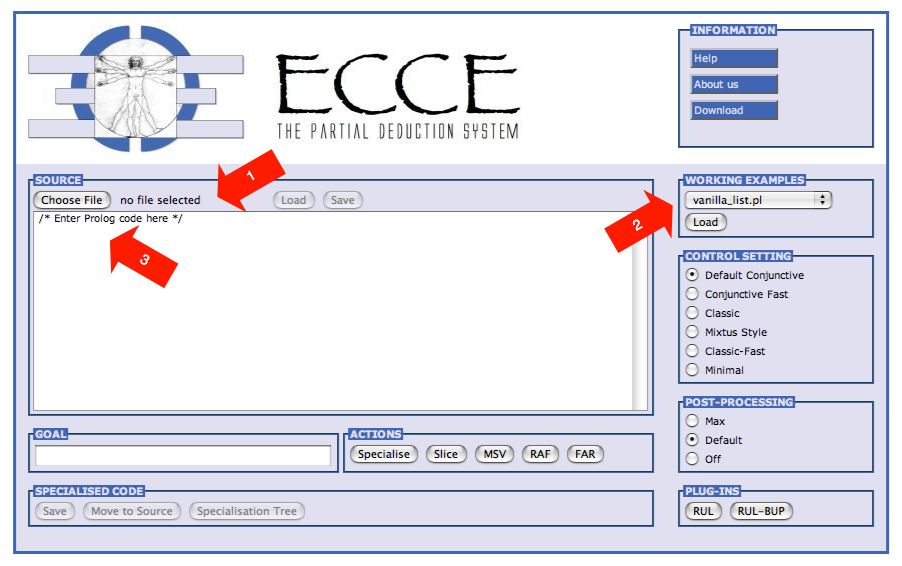 ECCE
THE PARTIAL DEDUCTION SYSTEM
INFORMATION
Help
About us
Download
SOURCE
1
Choose File no file selected Load Save
/* Enter Prolog code here */
3
WORKING EXAMPLES
vanilla_list.pl
2
Load
CONTROL SETTING
Default Conjunctive
Conjunctive Fast
Classic
Mixtus Style
Classic-Fast
Minimal
POST-PROCESSING
Max
Default
Off
GOAL
ACTIONS
Specialise Slice MSV RAF FAR
SPECIALISED CODE
Save Move to Source Specialisation Tree
PLUG-INS
RUL RUL-BUP